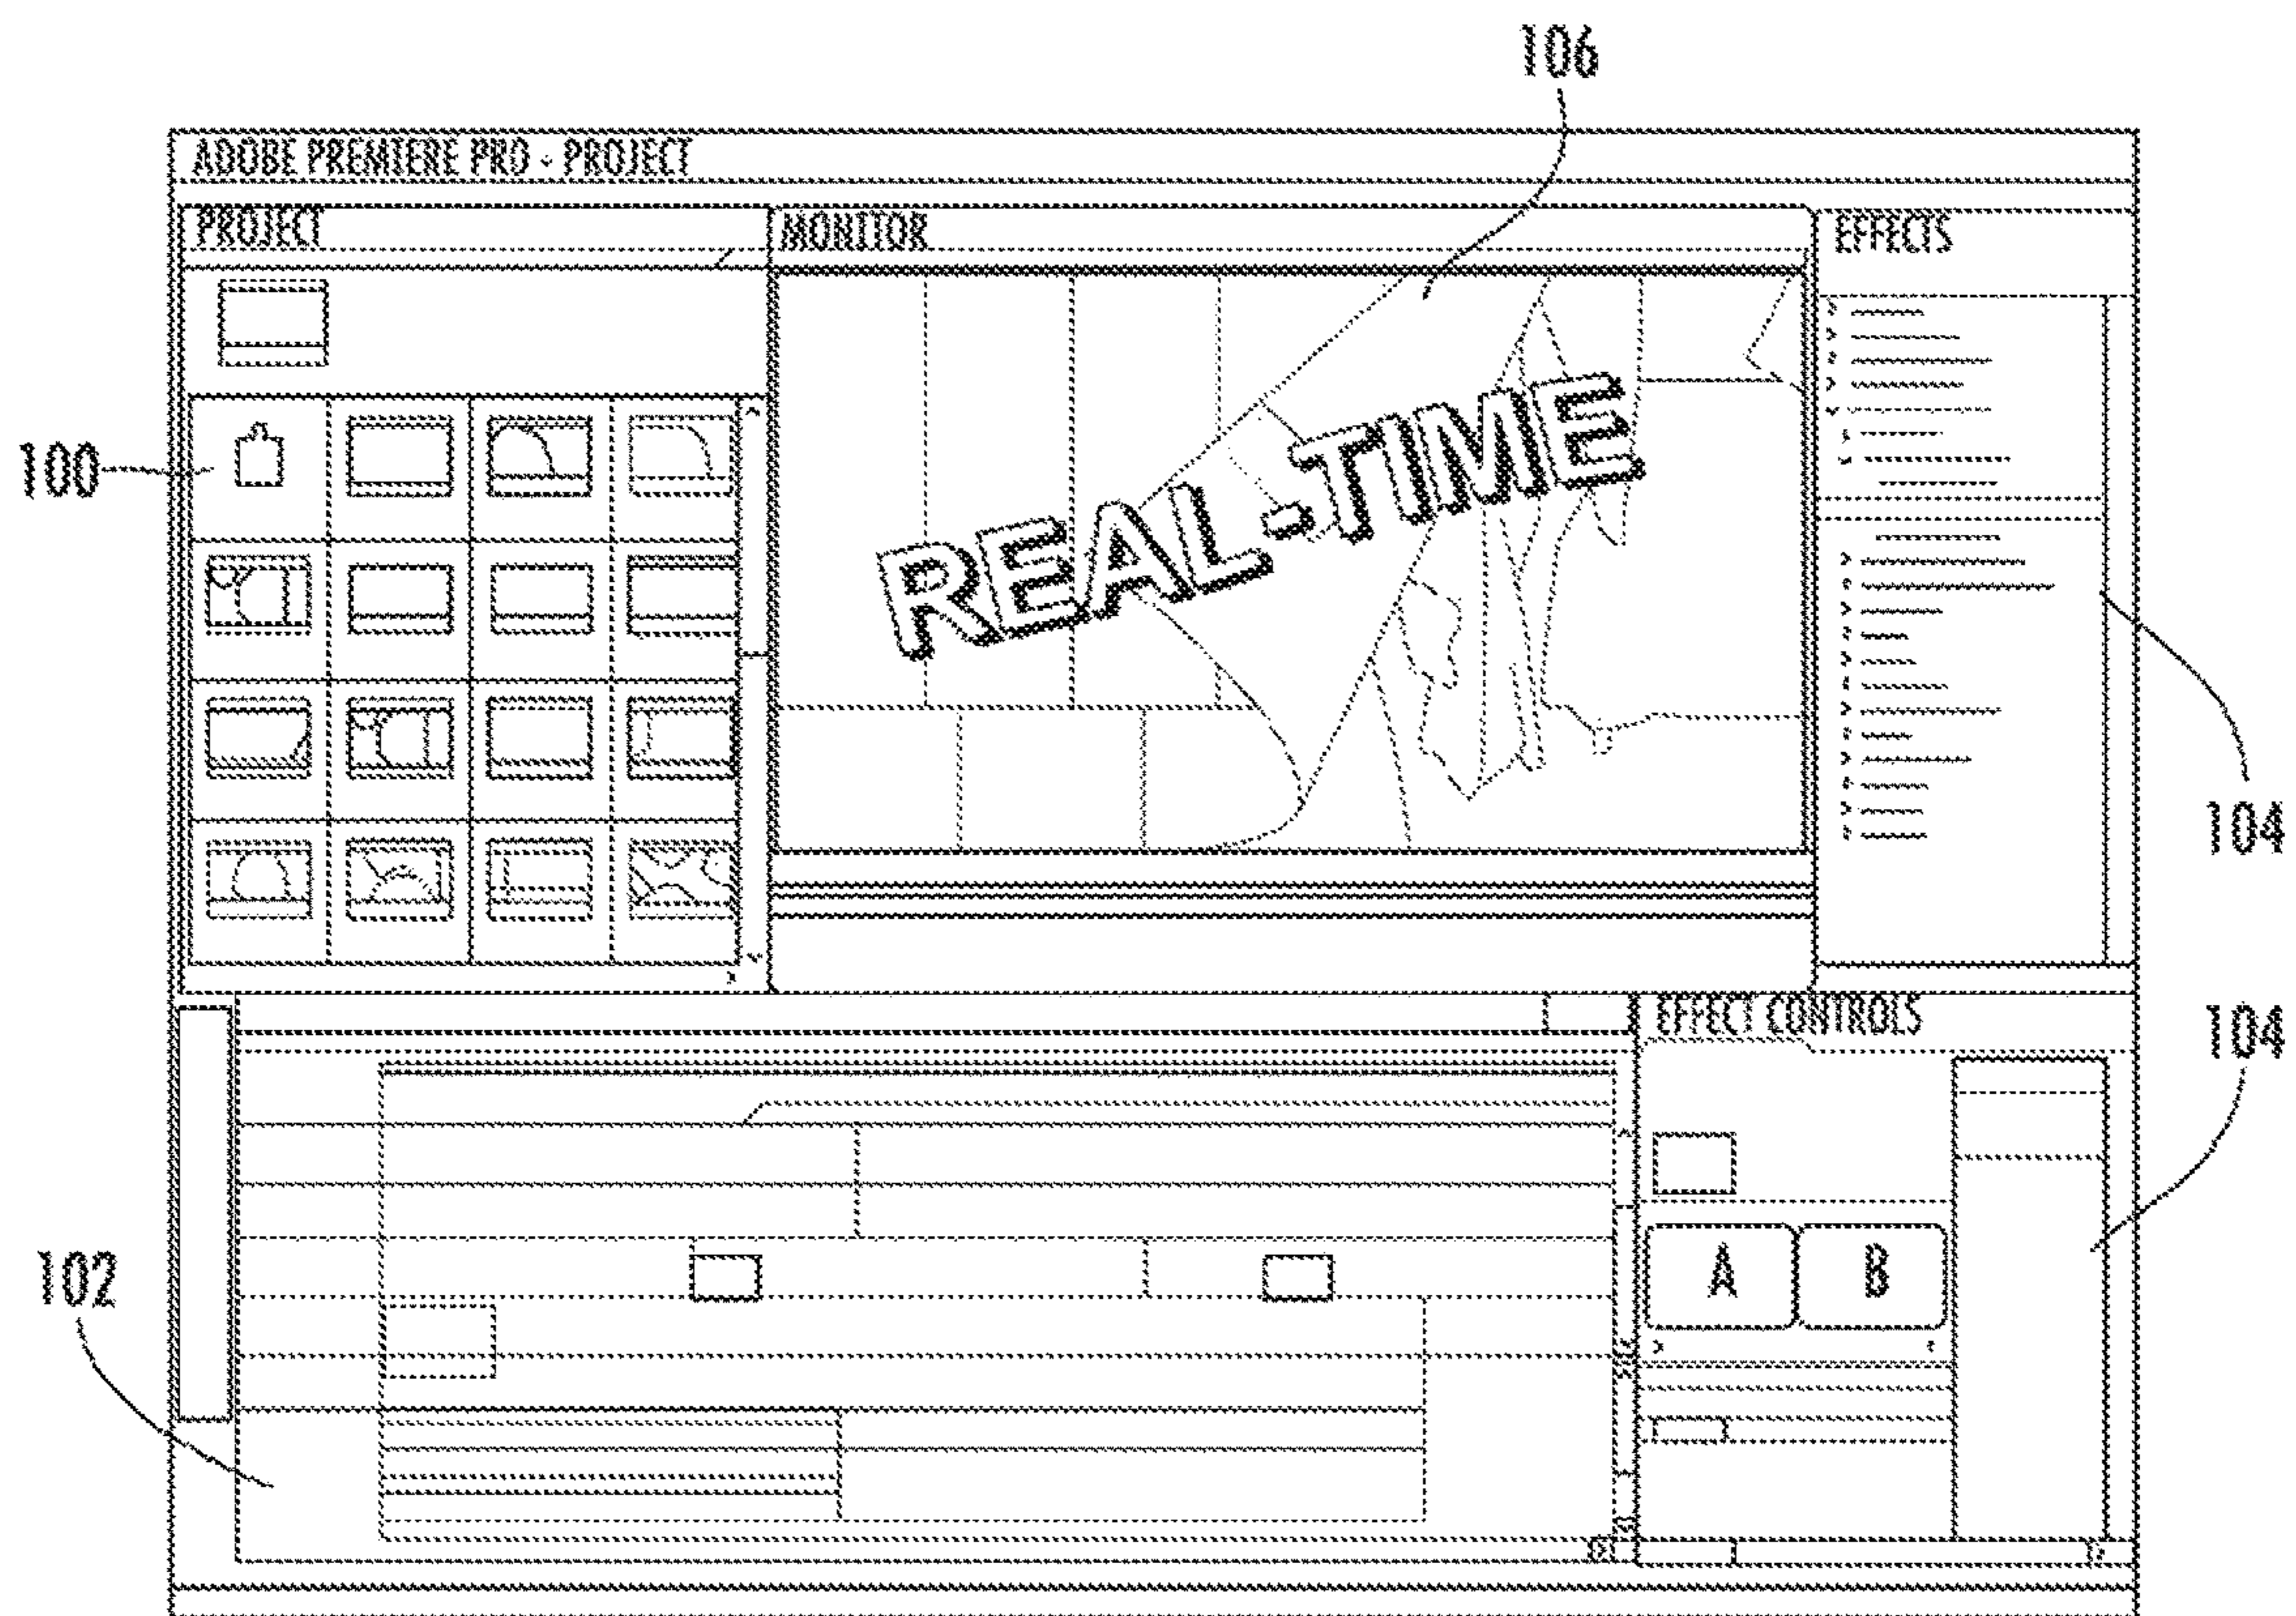 106
ADOBE PREMIERE PRO - PROJECT
PROJECT
MONITOR
EFFECTS
100
REAL-TIME
104
EFFECT CONTROLS
104
102
A
B